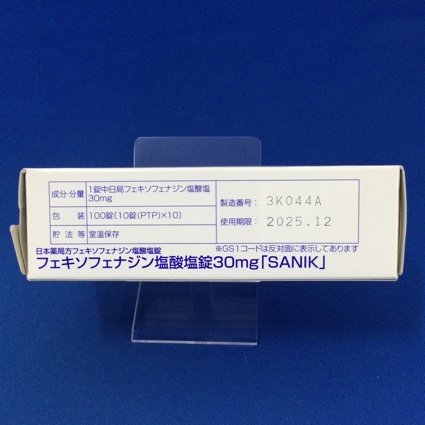 成分・分量 1錠中日局フェキソフェナジン塩酸塩
30mg
包 装 100錠(10錠(PTP)×10)
貯 法 等 室温保存
製造番号: 3K044A
使用期限: 2025.12
※GS1コードは反対面に表示してあります
日本薬局方フェキソフェナジン塩酸塩錠
フェキソフェナジン塩酸塩錠30mg「SANIK」